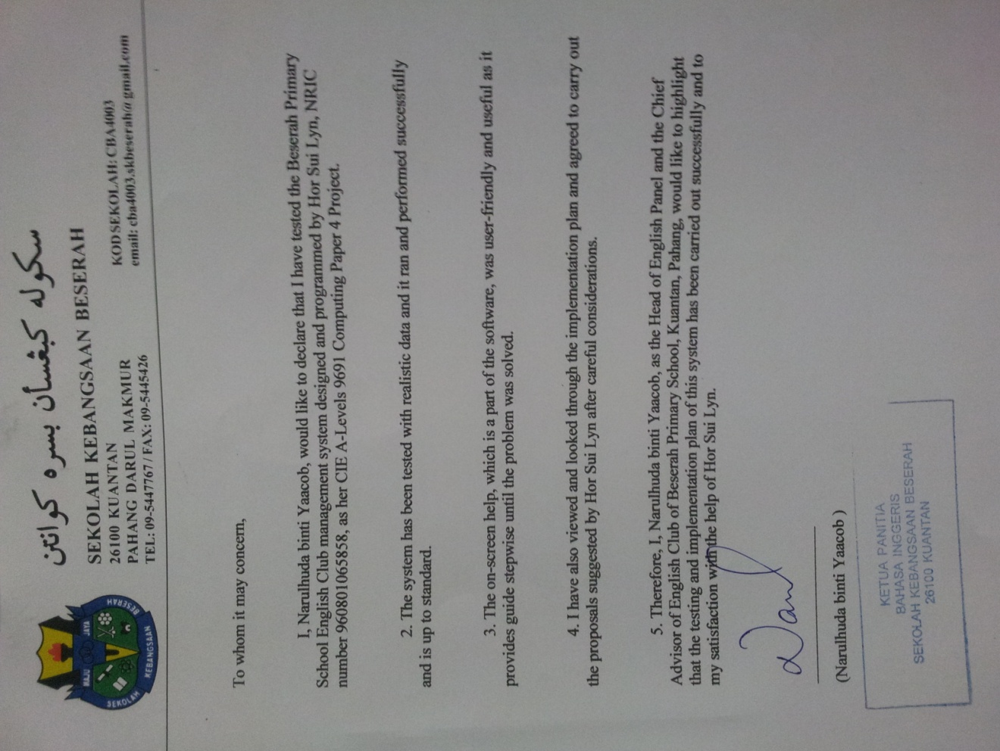 سكوله كبڠسأن بسره كوانتن
SEKOLAH KEBANGSAAN BESERAH
26100 KUANTAN
PAHANG DARUL MAKMUR
TEL: 09-5447767 / FAX: 09-5445426
KOD SEKOLAH: CBA4003
email: cba4003.skbeserah@gmail.com
MAJU JAYA
SEKOLAH KEBANGSAAN BESERAH
To whom it may concern,
I, Narulhuda binti Yaacob, would like to declare that I have tested the Beserah Primary
School English Club management system designed and programmed by Hor Sui Lyn, NRIC
number 960801065858, as her CIE A-Levels 9691 Computing Paper 4 Project.
2. The system has been tested with realistic data and it ran and performed successfully
and is up to standard.
3. The on-screen help, which is a part of the software, was user-friendly and useful as it
provides guide stepwise until the problem was solved.
4. I have also viewed and looked through the implementation plan and agreed to carry out
the proposals suggested by Hor Sui Lyn after careful considerations.
5. Therefore, I, Narulhuda binti Yaacob, as the Head of English Panel and the Chief
Advisor of English Club of Beserah Primary School, Kuantan, Pahang, would like to highlight
that the testing and implementation plan of this system has been carried out successfully and to
my satisfaction with the help of Hor Sui Lyn.
(Narulhuda binti Yaacob )
KETUA PANITIA
BAHASA INGGERIS
SEKOLAH KEBANGSAAN BESERAH
26100 KUANTAN